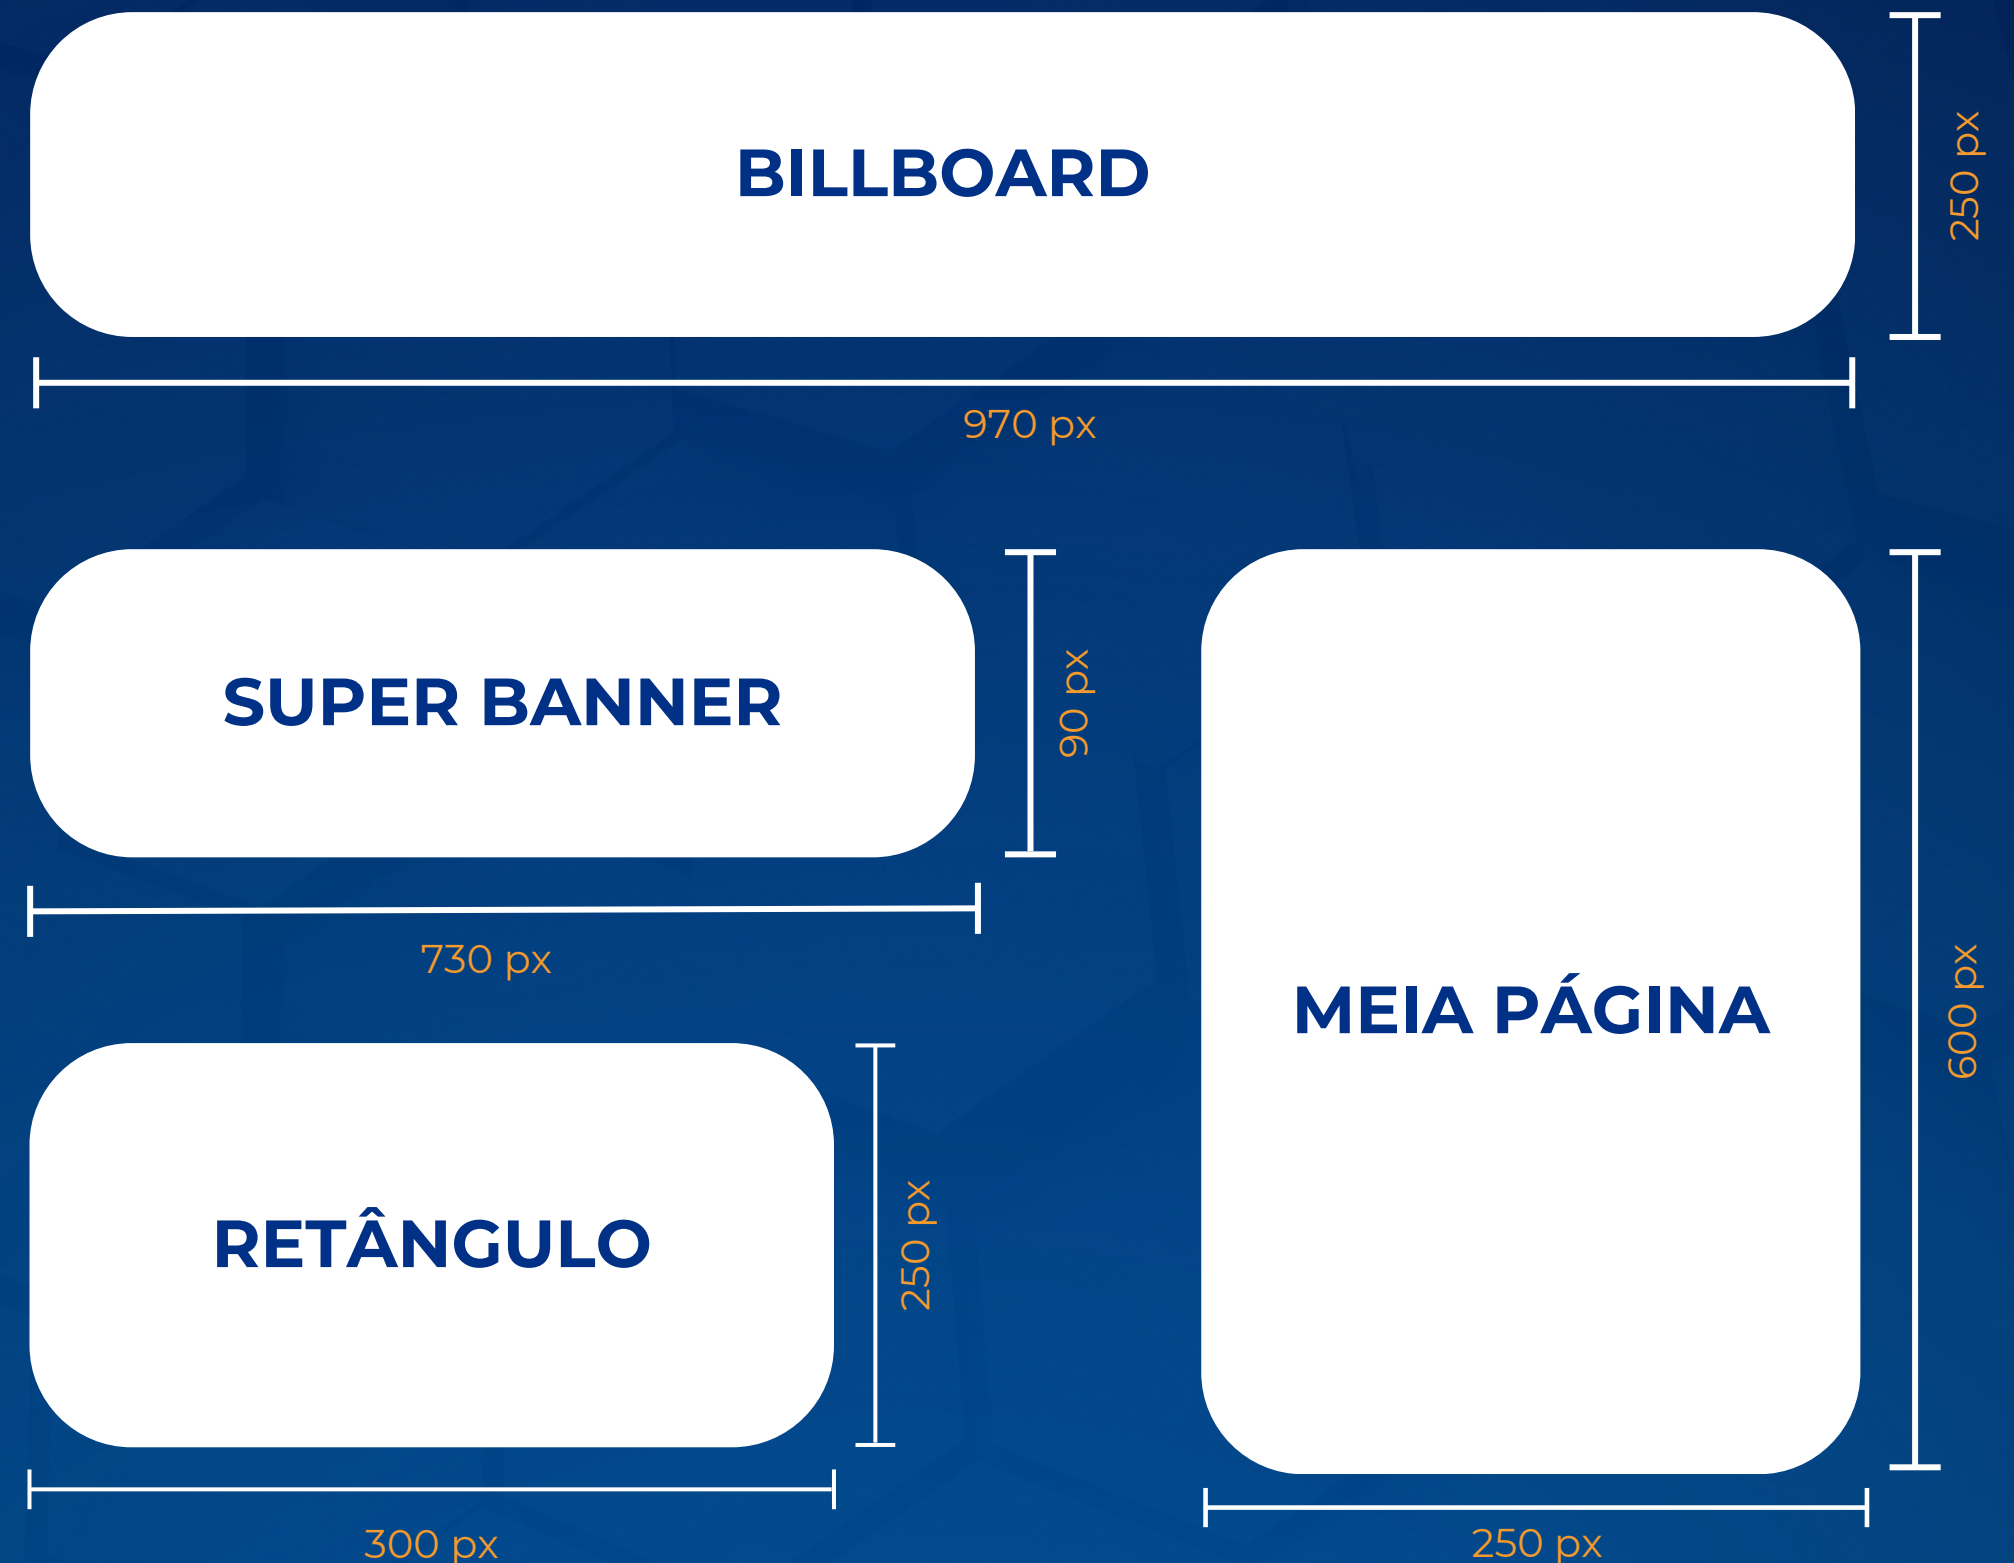 BILLBOARD
250 px
970 px
SUPER BANNER
90 px
730 px
MEIA PÁGINA
600 px
RETÂNGULO
250 px
300 px
250 px